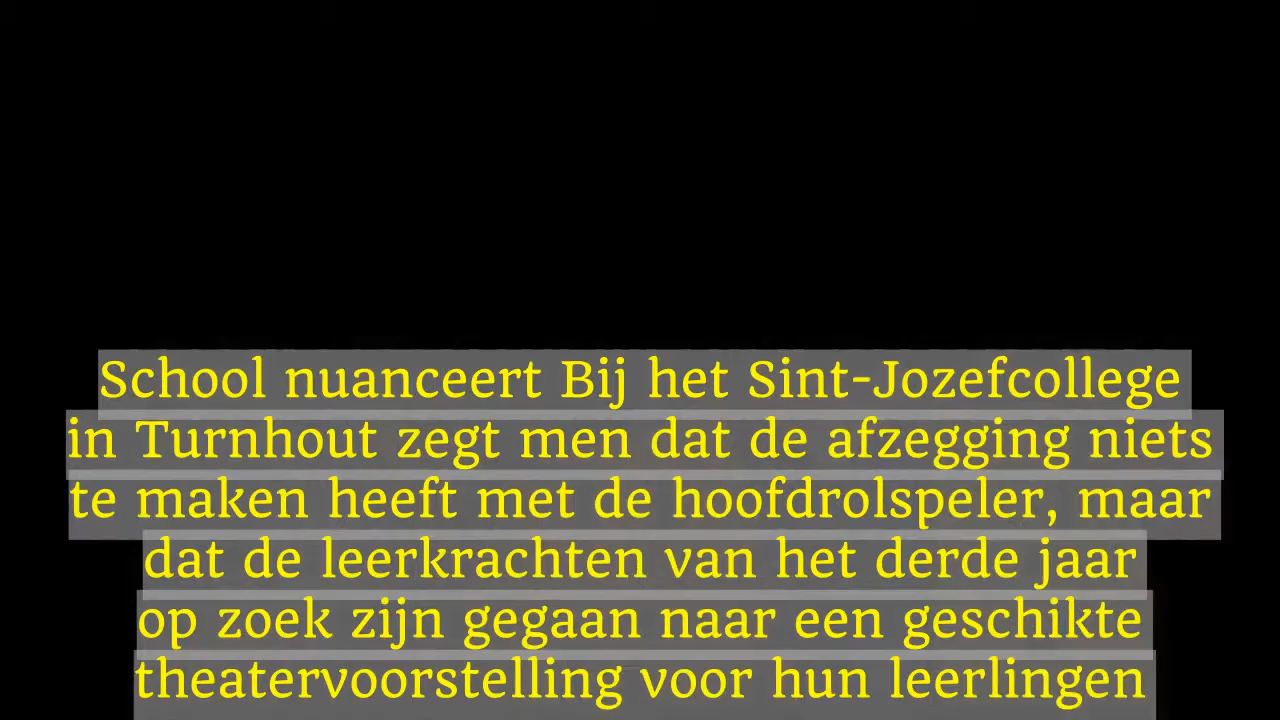 School nuanceert Bij het Sint-Jozefcollege
in Turnhout zegt men dat de afzegging niets
te maken heeft met de hoofdrolspeler, maar
dat de leerkrachten van het derde jaar
op zoek zijn gegaan naar een geschikte
theatervoorstelling voor hun leerlingen